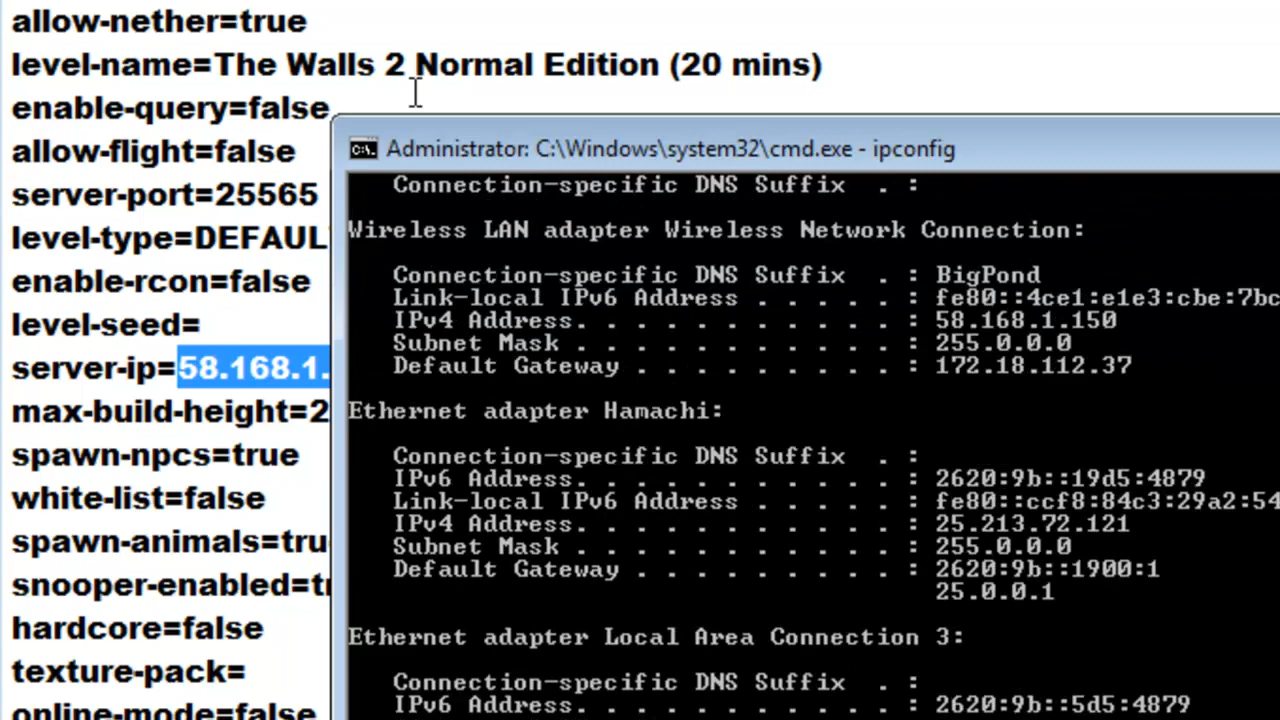 allow-nether=true
level-name=The Walls 2 Normal Edition (20 mins)
enable-query=false
allow-flight=false
server-port=25565
level-type=DEFAUL
enable-rcon=false
level-seed=
server-ip=58.168.1.
max-build-height=2
spawn-npcs=true
white-list=false
spawn-animals=tru
snooper-enabled=tr
hardcore=false
texture-pack=
online-mode=false
Administrator: C:\Windows\system32\cmd.exe - ipconfig
Connection-specific DNS Suffix . :
Wireless LAN adapter Wireless Network Connection:
Connection-specific DNS Suffix . : BigPond
Link-local IPv6 Address . . . . . : fe80::4ce1:e1e3:cbe:7bc
IPv4 Address. . . . . . . . . . . : 58.168.1.150
Subnet Mask . . . . . . . . . . . : 255.0.0.0
Default Gateway . . . . . . . . . : 172.18.112.37
Ethernet adapter Hamachi:
Connection-specific DNS Suffix . :
IPv6 Address. . . . . . . . . . . : 2620:9b::19d5:4879
Link-local IPv6 Address . . . . . : fe80::ccf8:84c3:29a2:54
IPv4 Address. . . . . . . . . . . : 25.213.72.121
Subnet Mask . . . . . . . . . . . : 255.0.0.0
Default Gateway . . . . . . . . . : 2620:9b::1900:1
25.0.0.1
Ethernet adapter Local Area Connection 3:
Connection-specific DNS Suffix . :
IPv6 Address. . . . . . . . . . . : 2620:9b::5d5:4879